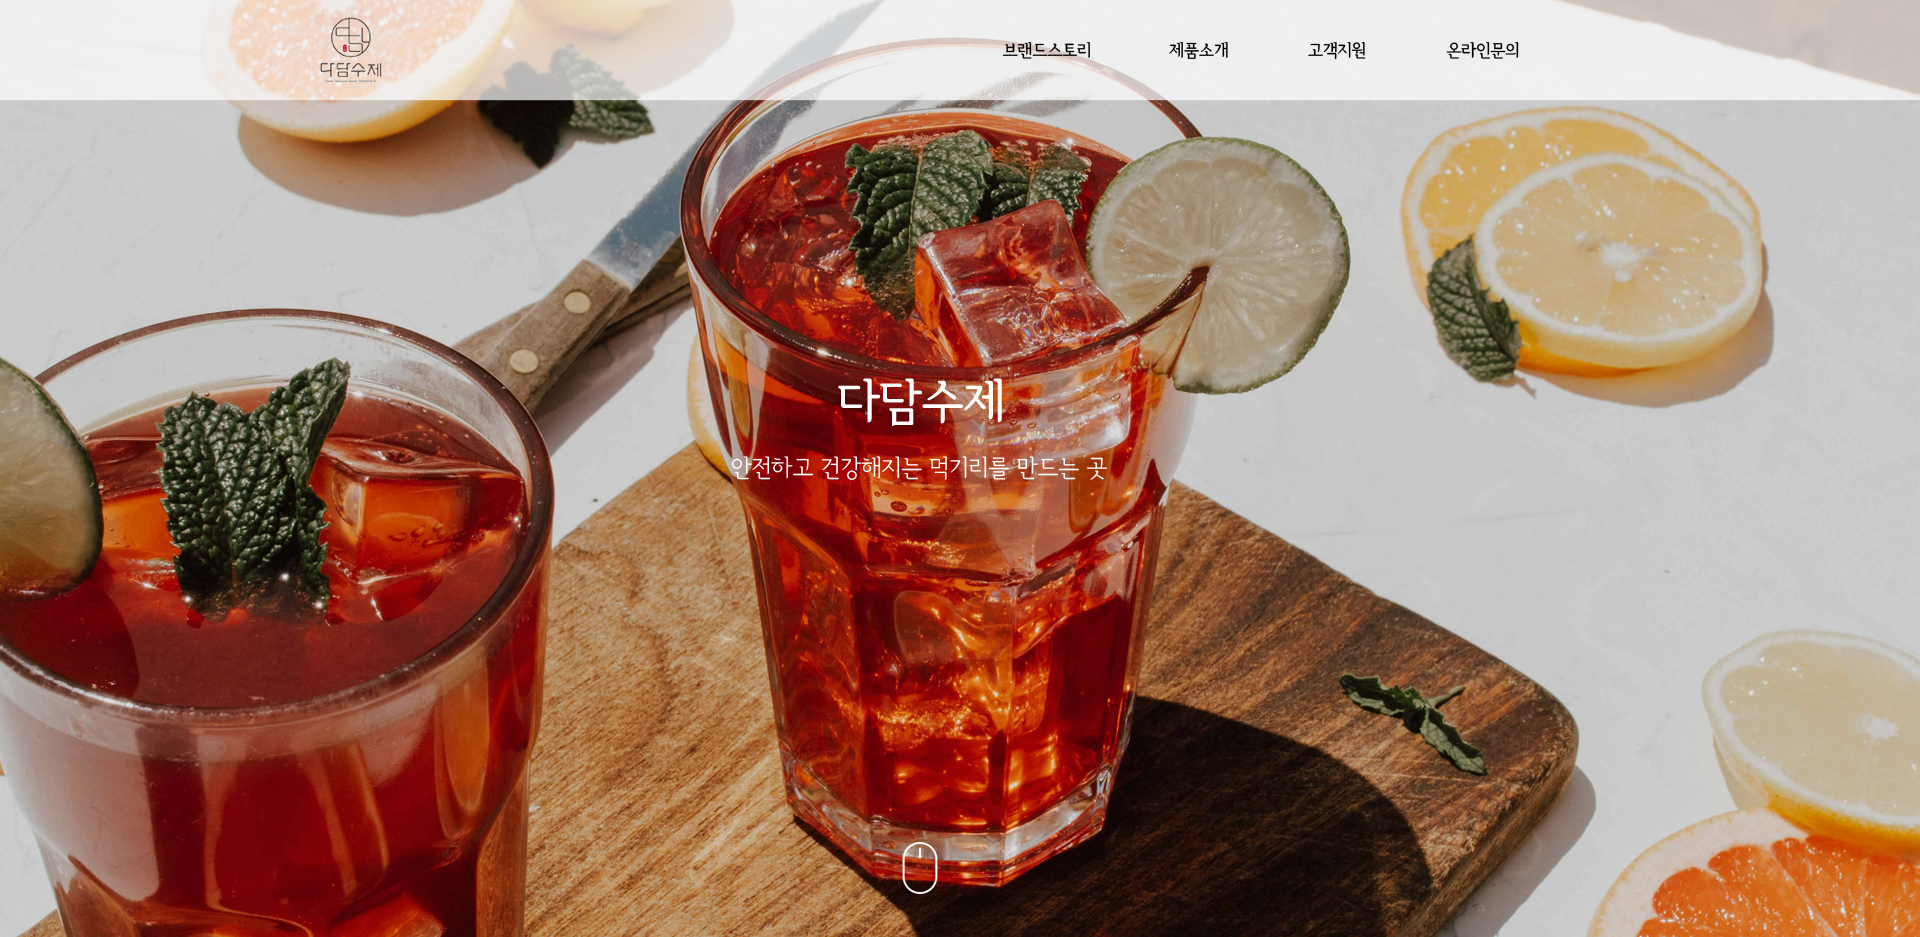 다담수제
브랜드스토리
제품소개
고객지원
온라인문의
다담수제
안전하고 건강해지는 먹기리를 만드는 곳